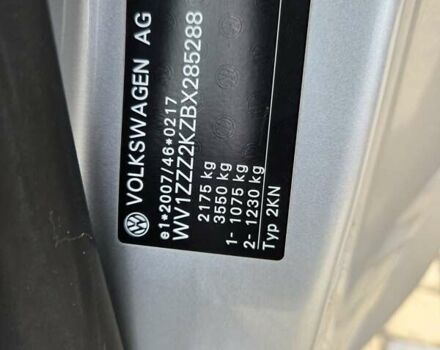 VOLKSWAGEN AG
e1*2007/46*0217
WV1ZZZ2KZBX285288
2175 kg
3550 kg
1- 1075 kg
2- 1230 kg
Typ 2KN